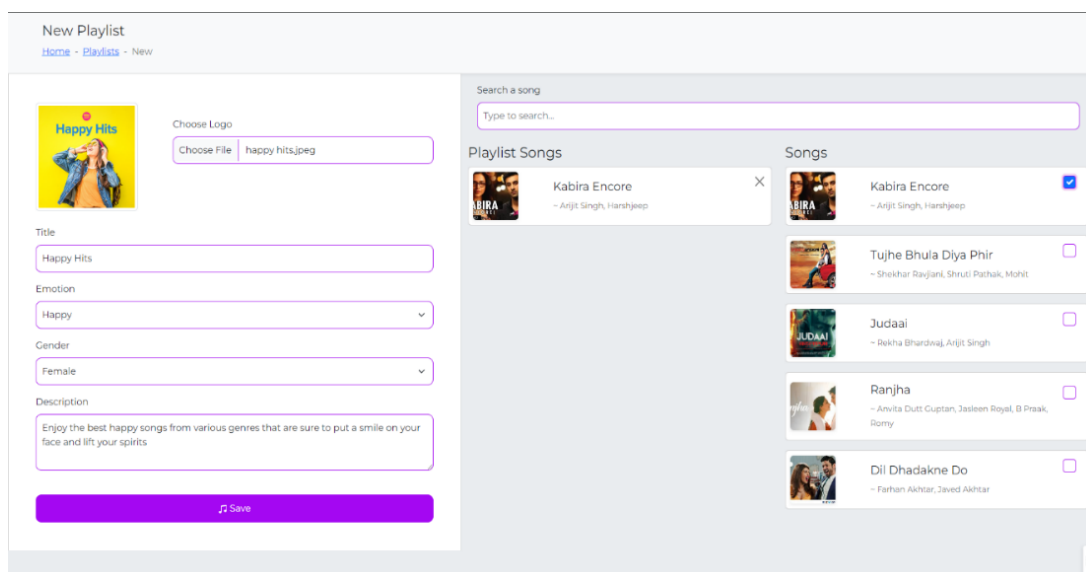 New Playlist
Home - Playlists - New
Happy Hits
Choose Logo
Choose File happy hits.jpeg
Title
Happy Hits
Emotion
Happy
Gender
Female
Description
Enjoy the best happy songs from various genres that are sure to put a smile on your
face and lift your spirits
Save
Search a song
Type to search...
Playlist Songs
Kabira Encore
~ Arijit Singh, Harshjeep
Songs
Kabira Encore
~ Arijit Singh, Harshjeep
Tujhe Bhula Diya Phir
~ Shekhar Ravjiani, Shruti Pathak, Mohit
JUDAAI
Judaai
~ Rekha Bhardwaj, Arijit Singh
Ranjha
~ Anvita Dutt Guptan, Jasleen Royal, B Praak,
Romy
Dil Dhadakne Do
~ Farhan Akhtar, Javed Akhtar